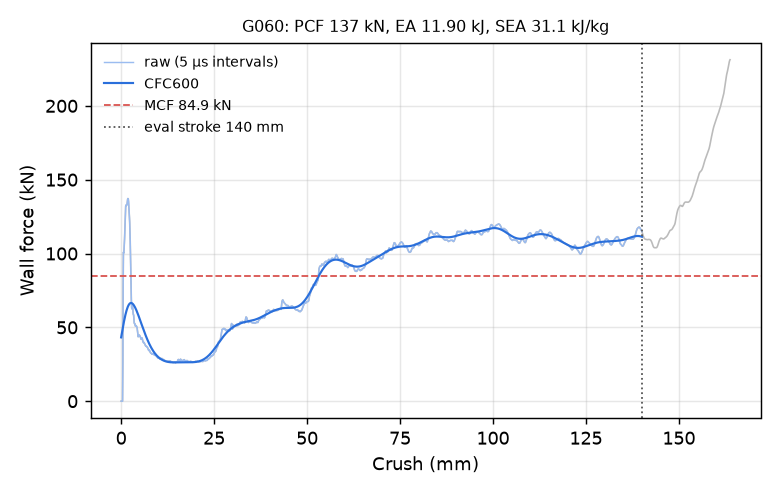 G060: PCF 137 kN, EA 11.90 kJ, SEA 31.1 kJ/kg
raw (5 µs intervals)
CFC600
MCF 84.9 kN
eval stroke 140 mm
Wall force (kN)
200
150
100
50
0
0 25 50 75 100 125 150
Crush (mm)